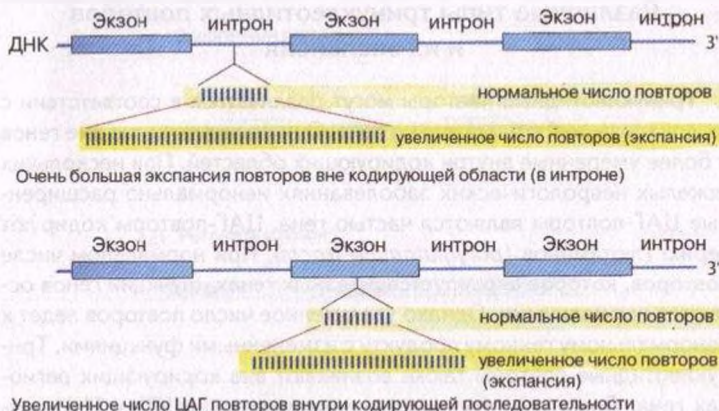 Экзон интрон Экзон интрон Экзон интрон
ДНК 3'
нормальное число повторов
увеличенное число повторов (экспансия)
Очень большая экспансия повторов вне кодирующей области (в интроне)
Экзон интрон Экзон интрон Экзон интрон
3'
нормальное число повторов
увеличенное число повторов
(экспансия)
Увеличенное число ЦАГ повторов внутри кодирующей последовательности